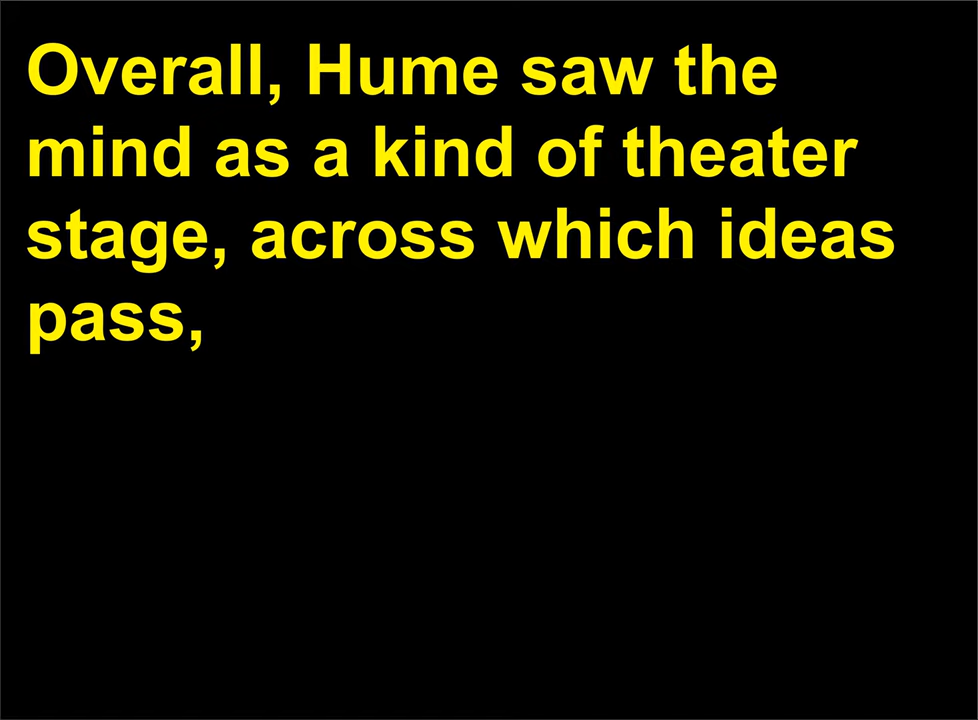 Overall, Hume saw the
mind as a kind of theater
stage, across which ideas
pass,